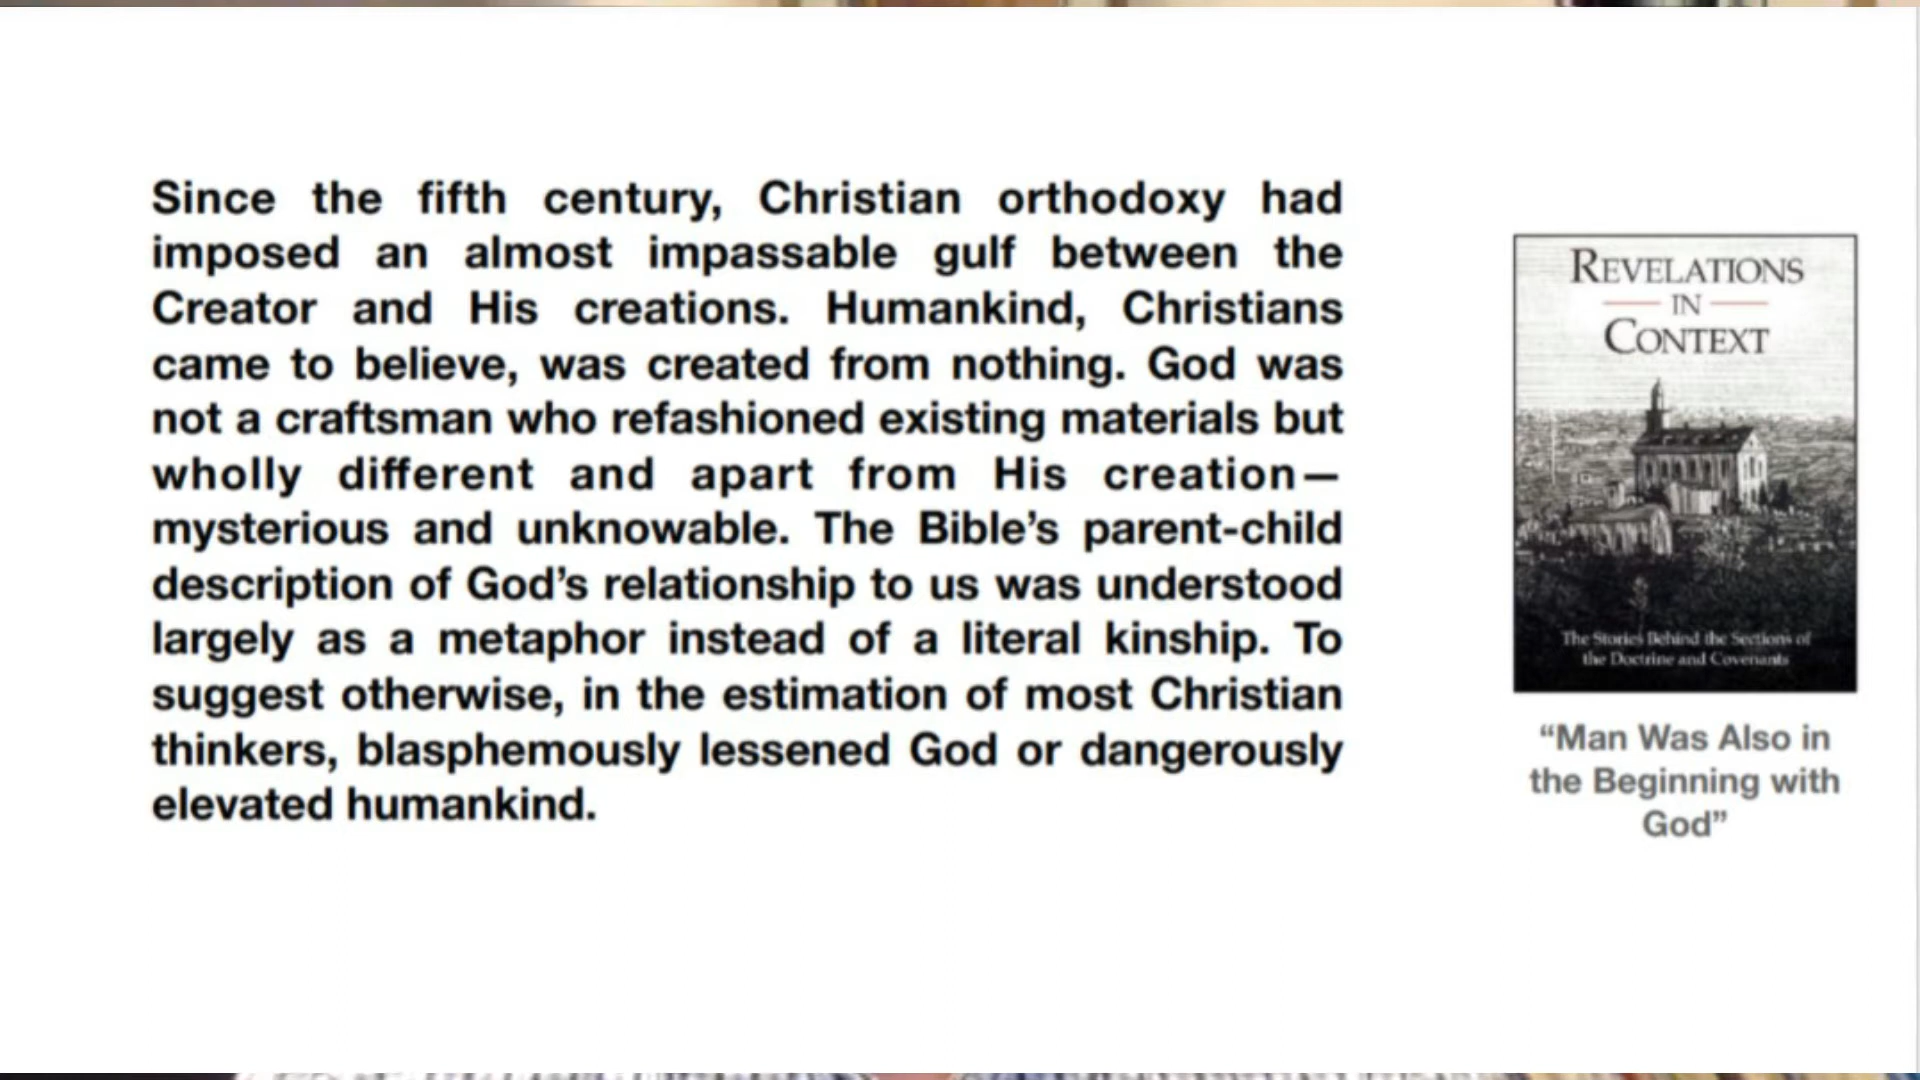 Since the fifth century, Christian orthodoxy had
imposed an almost impassable gulf between the
Creator and His creations. Humankind, Christians
came to believe, was created from nothing. God was
not a craftsman who refashioned existing materials but
wholly different and apart from His creation—
mysterious and unknowable. The Bible’s parent-child
description of God’s relationship to us was understood
largely as a metaphor instead of a literal kinship. To
suggest otherwise, in the estimation of most Christian
thinkers, blasphemously lessened God or dangerously
elevated humankind.
REVELATIONS
IN
CONTEXT
The Stories Behind the Sections of
the Doctrine and Covenants
“Man Was Also in
the Beginning with
God”